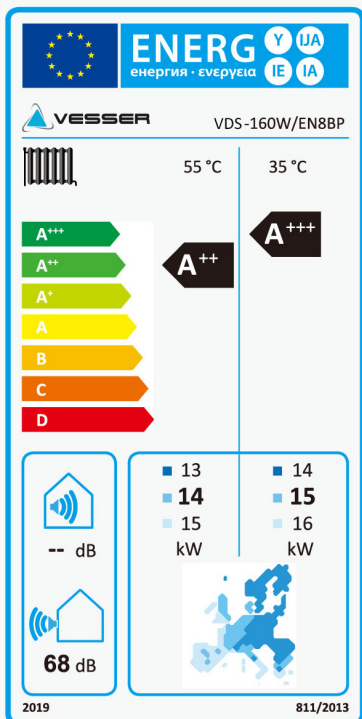 ENERG Y IJA
енергия · ενεργεια IE IA
VESSER VDS-160W/EN8BP
55 °C 35 °C
A+++
A++
A+
A
B
C
D
A++
A+++
13 14
14 15
15 16
kW kW
-- dB
68 dB
2019 811/2013